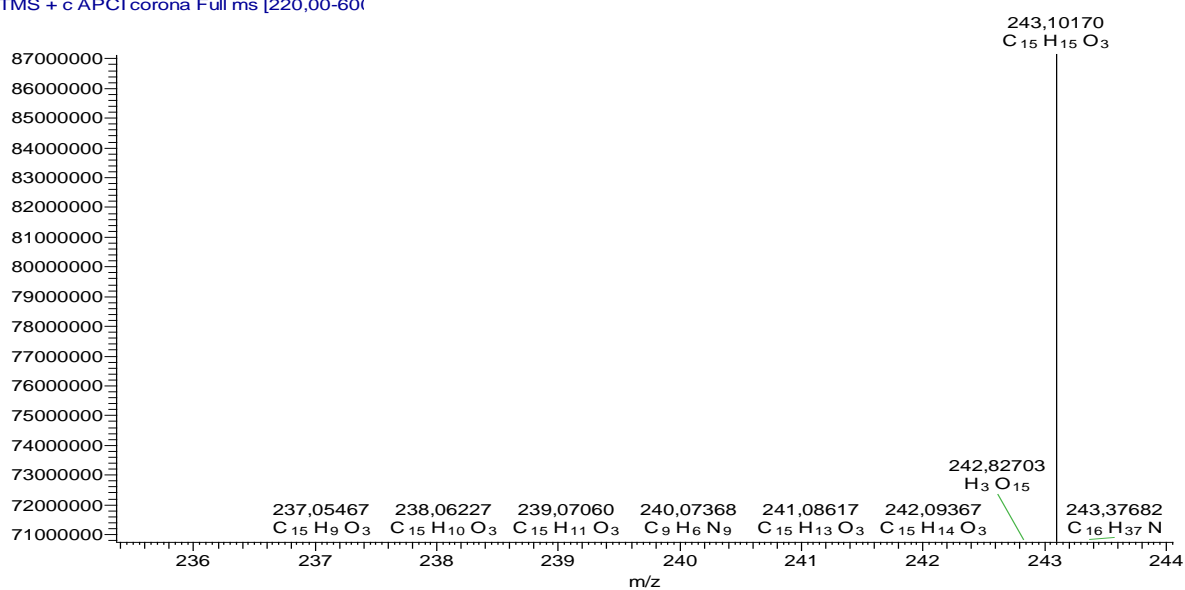 TMS + c APCI corona Full ms [220,00-600
243,10170
C 15 H 15 O 3
87000000
86000000
85000000
84000000
83000000
82000000
81000000
80000000
79000000
78000000
77000000
76000000
75000000
74000000
73000000
72000000
71000000
242,82703
H 3 O 15
237,05467 238,06227 239,07060 240,07368 241,08617 242,09367 243,37682
C 15 H 9 O 3 C 15 H 10 O 3 C 15 H 11 O 3 C 9 H 6 N 9 C 15 H 13 O 3 C 15 H 14 O 3 C 16 H 37 N
236 237 238 239 240 241 242 243 244
m/z